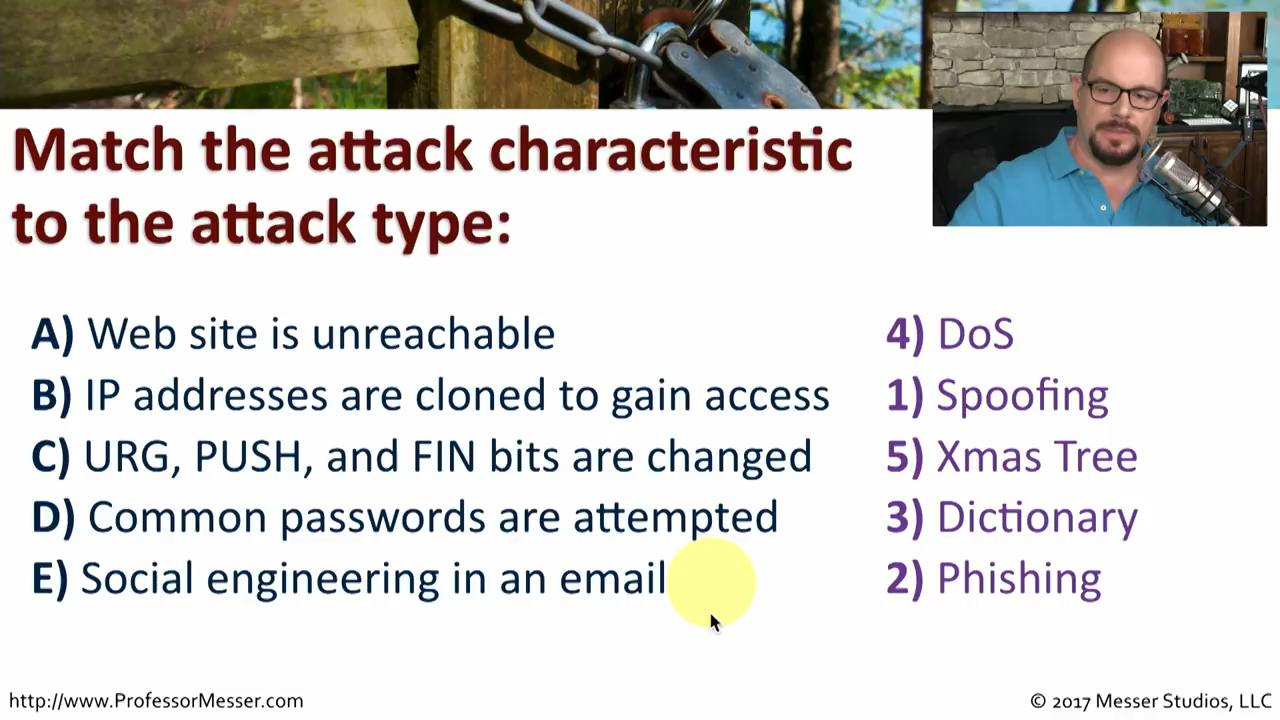 Match the attack characteristic
to the attack type:
A) Web site is unreachable
4) DoS
B) IP addresses are cloned to gain access
1) Spoofing
C) URG, PUSH, and FIN bits are changed
5) Xmas Tree
D) Common passwords are attempted
3) Dictionary
E) Social engineering in an email
2) Phishing
http://www.ProfessorMesser.com
© 2017 Messer Studios, LLC